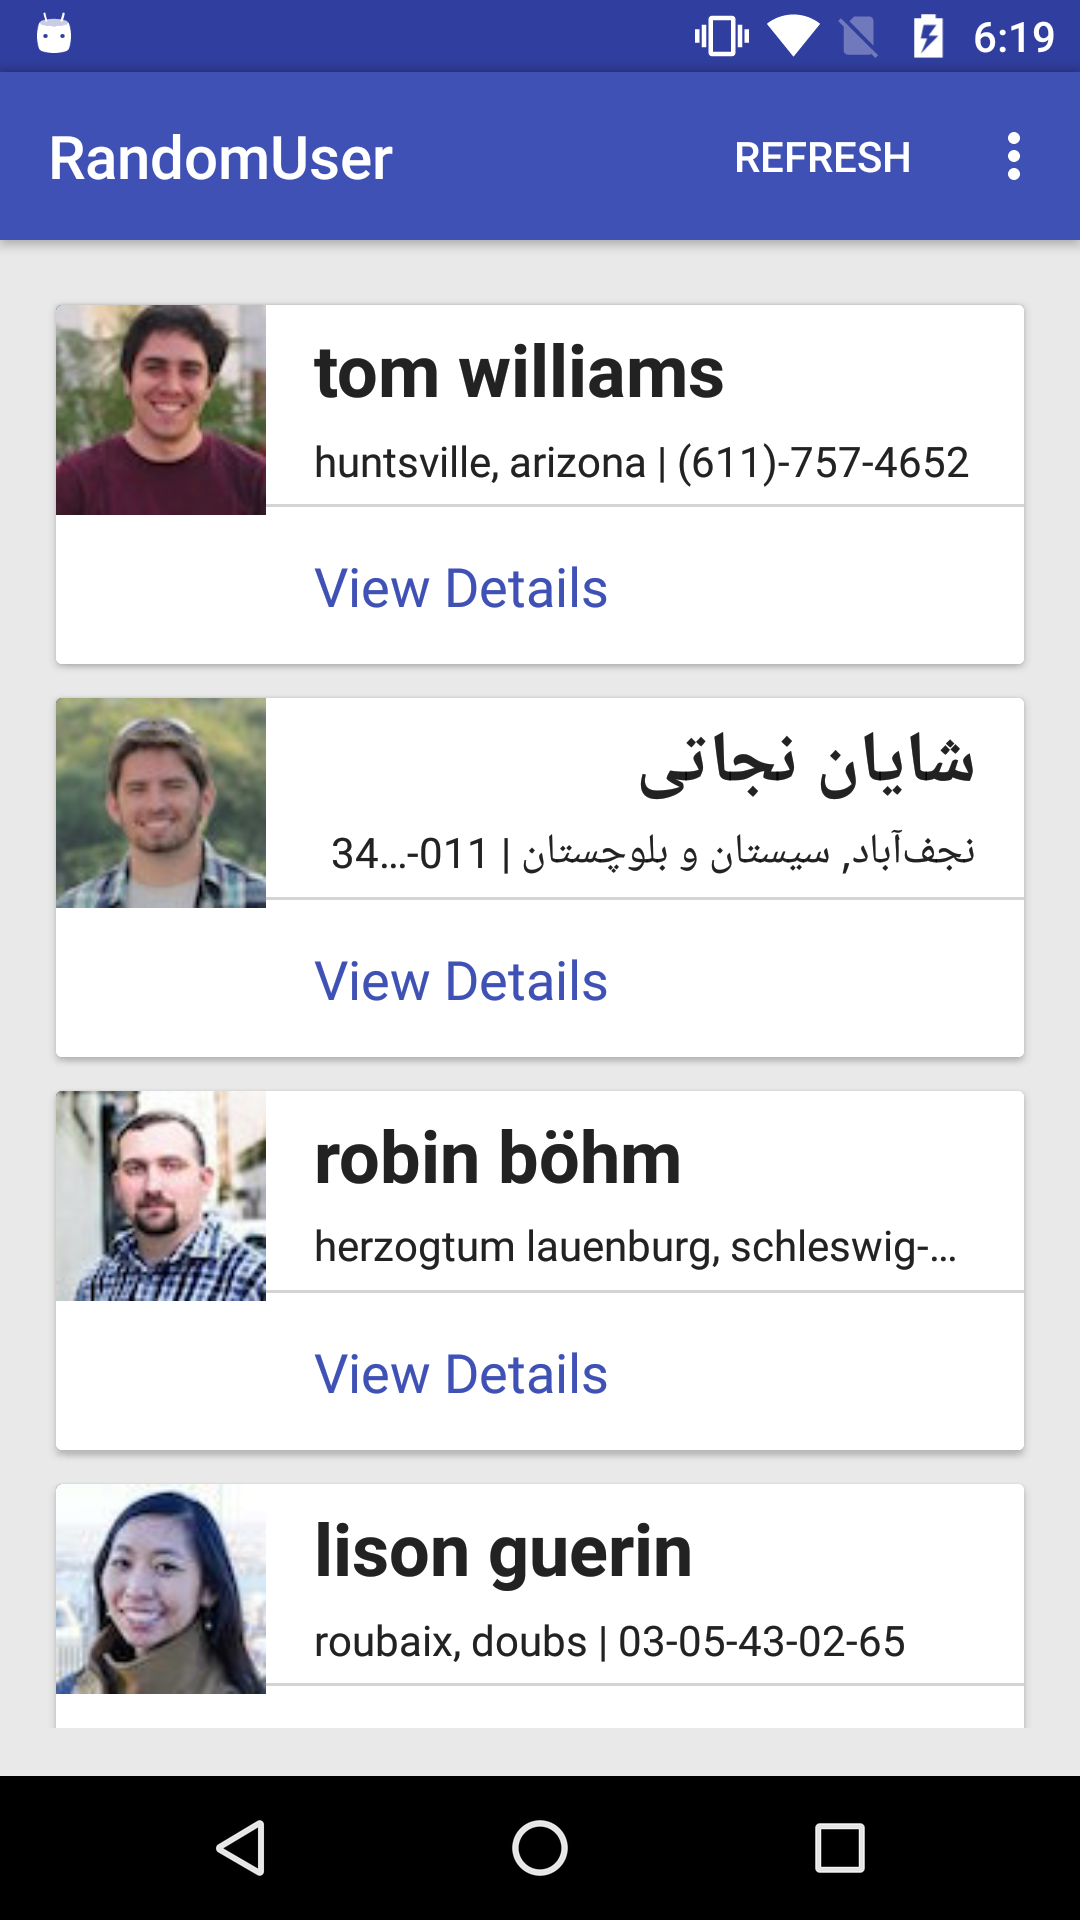 6:19
RandomUser REFRESH
tom williams
huntsville, arizona | (611)-757-4652
View Details
شایان نجاتی
نجف‌آباد, سیستان و بلوچستان | 011-…34
View Details
robin böhm
herzogtum lauenburg, schleswig-…
View Details
lison guerin
roubaix, doubs | 03-05-43-02-65